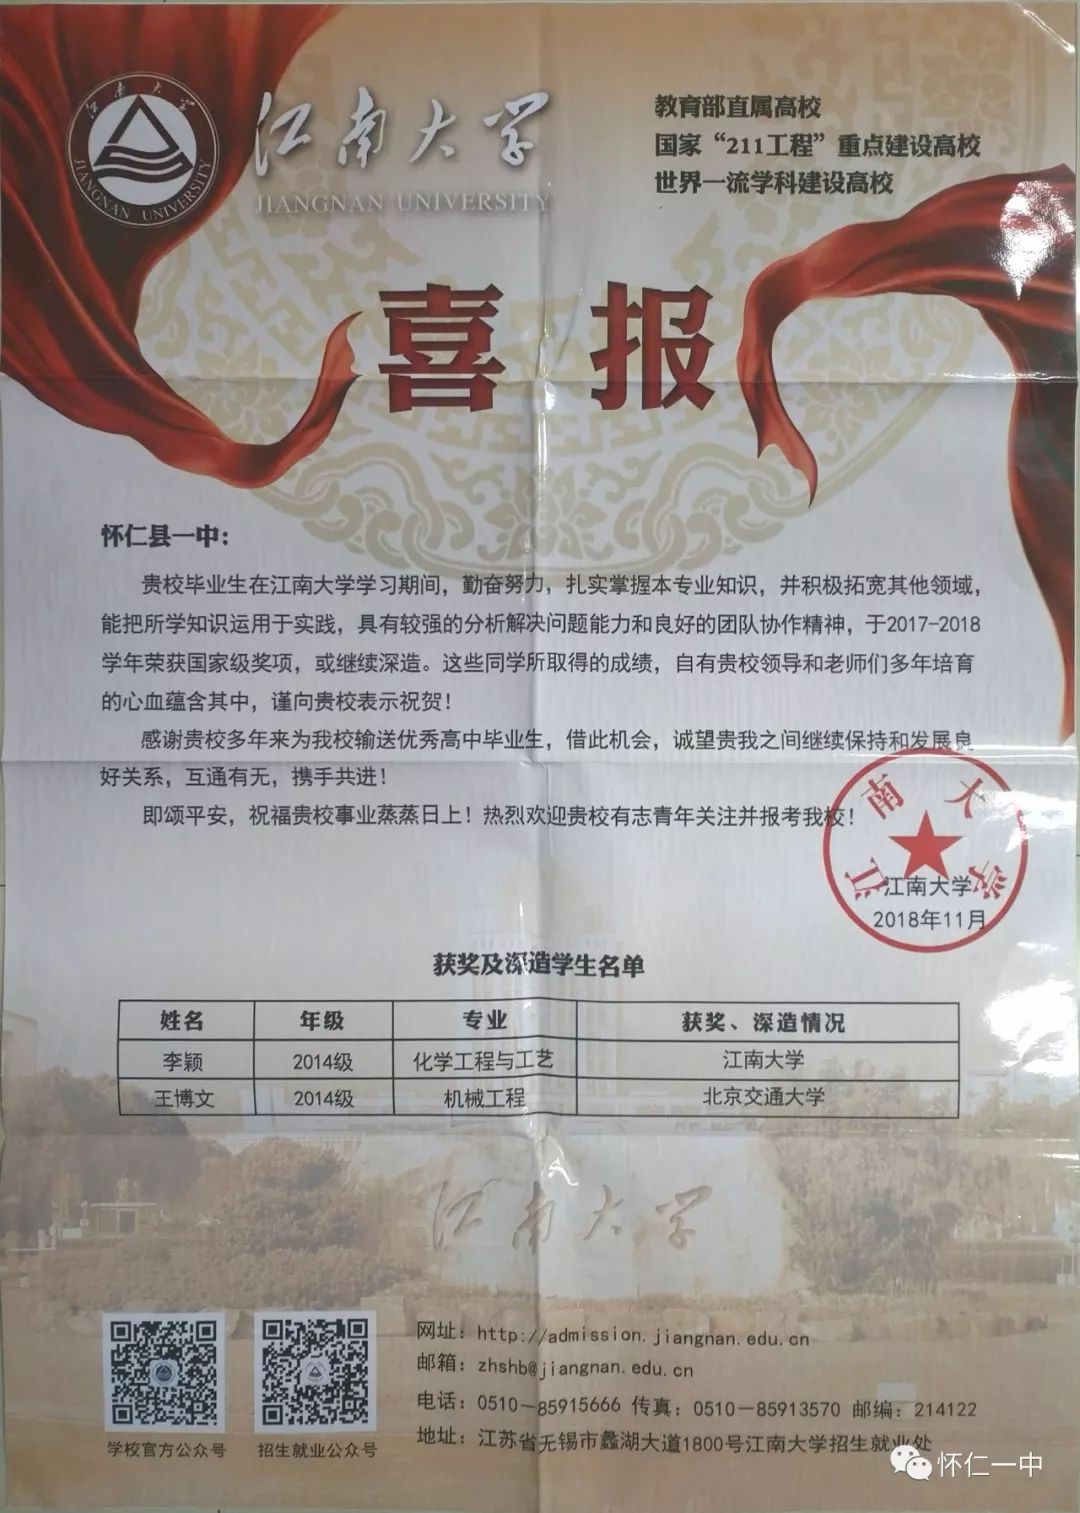 江南大学
JIANGNAN UNIVERSITY
江南大学
JIANGNAN UNIVERSITY
教育部直属高校
国家“211工程”重点建设高校
世界一流学科建设高校
喜报
怀仁县一中：
贵校毕业生在江南大学学习期间，勤奋努力，扎实掌握本专业知识，并积极拓宽其他领域，
能把所学知识运用于实践，具有较强的分析解决问题能力和良好的团队协作精神，于2017-2018
学年荣获国家级奖项，或继续深造。这些同学所取得的成绩，自有贵校领导和老师们多年培育
的心血蕴含其中，谨向贵校表示祝贺！
感谢贵校多年来为我校输送优秀高中毕业生，借此机会，诚望贵我之间继续保持和发展良
好关系，互通有无，携手共进！
即颂平安，祝福贵校事业蒸蒸日上！热烈欢迎贵校有志青年关注并报考我校！
江南大学
江南大学
2018年11月
获奖及深造学生名单
姓名 年级 专业 获奖、深造情况
李颖 2014级 化学工程与工艺 江南大学
王博文 2014级 机械工程 北京交通大学
江南大学
网址：http://admission.jiangnan.edu.cn
邮箱：zhshb@jiangnan.edu.cn
电话：0510－85915666 传真：0510－85913570 邮编：214122
地址：江苏省无锡市蠡湖大道1800号江南大学招生就业处
学校官方公众号 招生就业公众号
怀仁一中